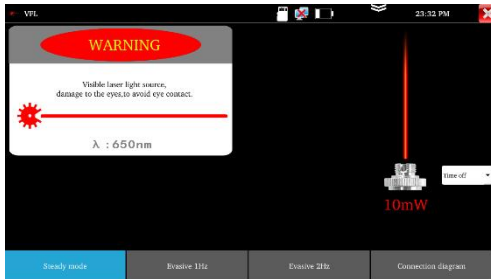 VFL
23:32 PM
WARNING
Visible laser light source,
damage to the eyes,to avoid eye contact.
λ : 650nm
Time off
10mW
Steady mode
Evasive 1Hz
Evasive 2Hz
Connection diagram